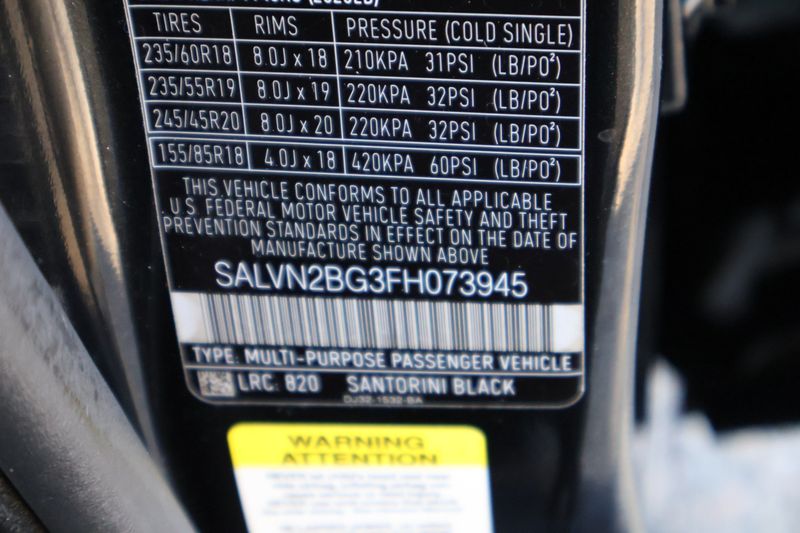 TIRES RIMS PRESSURE (COLD SINGLE)
235/60R18 8.0J x 18 210KPA 31PSI (LB/PO²)
235/55R19 8.0J x 19 220KPA 32PSI (LB/PO²)
245/45R20 8.0J x 20 220KPA 32PSI (LB/PO²)
155/85R18 4.0J x 18 420KPA 60PSI (LB/PO²)
THIS VEHICLE CONFORMS TO ALL APPLICABLE
U.S. FEDERAL MOTOR VEHICLE SAFETY AND THEFT
PREVENTION STANDARDS IN EFFECT ON THE DATE OF
MANUFACTURE SHOWN ABOVE
SALVN2BG3FH073945
TYPE: MULTI-PURPOSE PASSENGER VEHICLE
LRC: 820 SANTORINI BLACK
DJ32-1532-BA
WARNING
ATTENTION